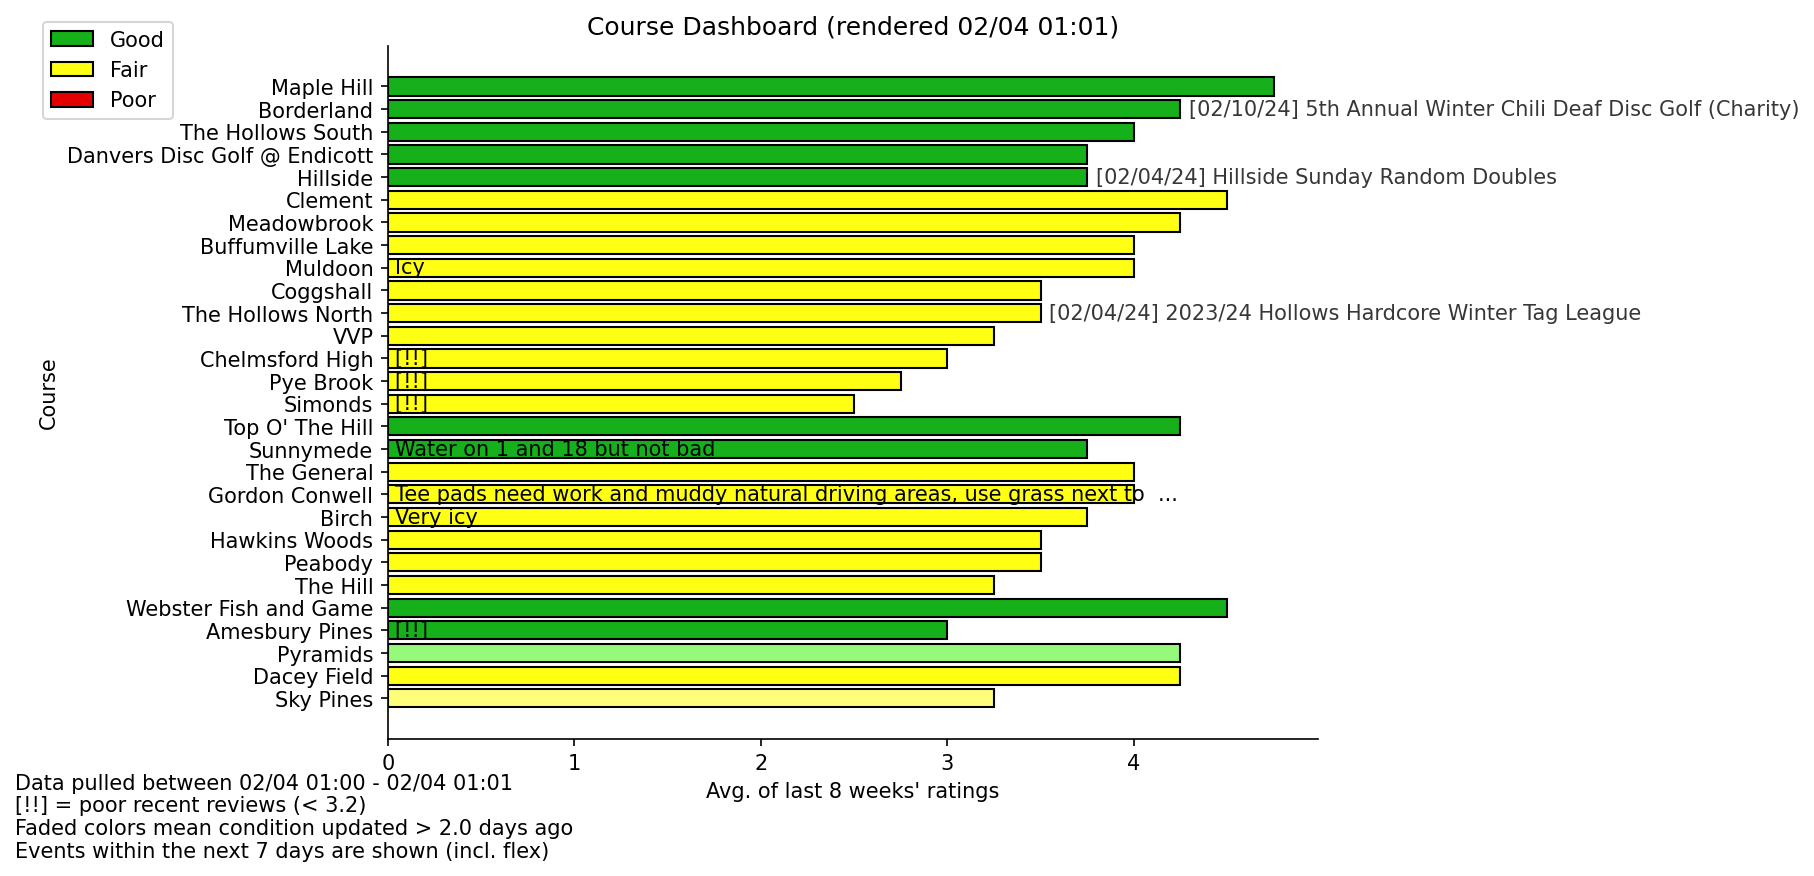 Course Dashboard (rendered 02/04 01:01)
Good
Fair
Poor
Maple Hill
Borderland [02/10/24] 5th Annual Winter Chili Deaf Disc Golf (Charity)
The Hollows South
Danvers Disc Golf @ Endicott
Hillside [02/04/24] Hillside Sunday Random Doubles
Clement
Meadowbrook
Buffumville Lake
Muldoon Icy
Coggshall
The Hollows North [02/04/24] 2023/24 Hollows Hardcore Winter Tag League
VVP
Chelmsford High [!!]
Pye Brook [!!]
Simonds [!!]
Top O' The Hill
Sunnymede Water on 1 and 18 but not bad
The General
Gordon Conwell Tee pads need work and muddy natural driving areas, use grass next to ...
Birch Very icy
Hawkins Woods
Peabody
The Hill
Webster Fish and Game
Amesbury Pines [!!]
Pyramids
Dacey Field
Sky Pines
Course
0 1 2 3 4
Avg. of last 8 weeks' ratings
Data pulled between 02/04 01:00 - 02/04 01:01
[!!] = poor recent reviews (< 3.2)
Faded colors mean condition updated > 2.0 days ago
Events within the next 7 days are shown (incl. flex)